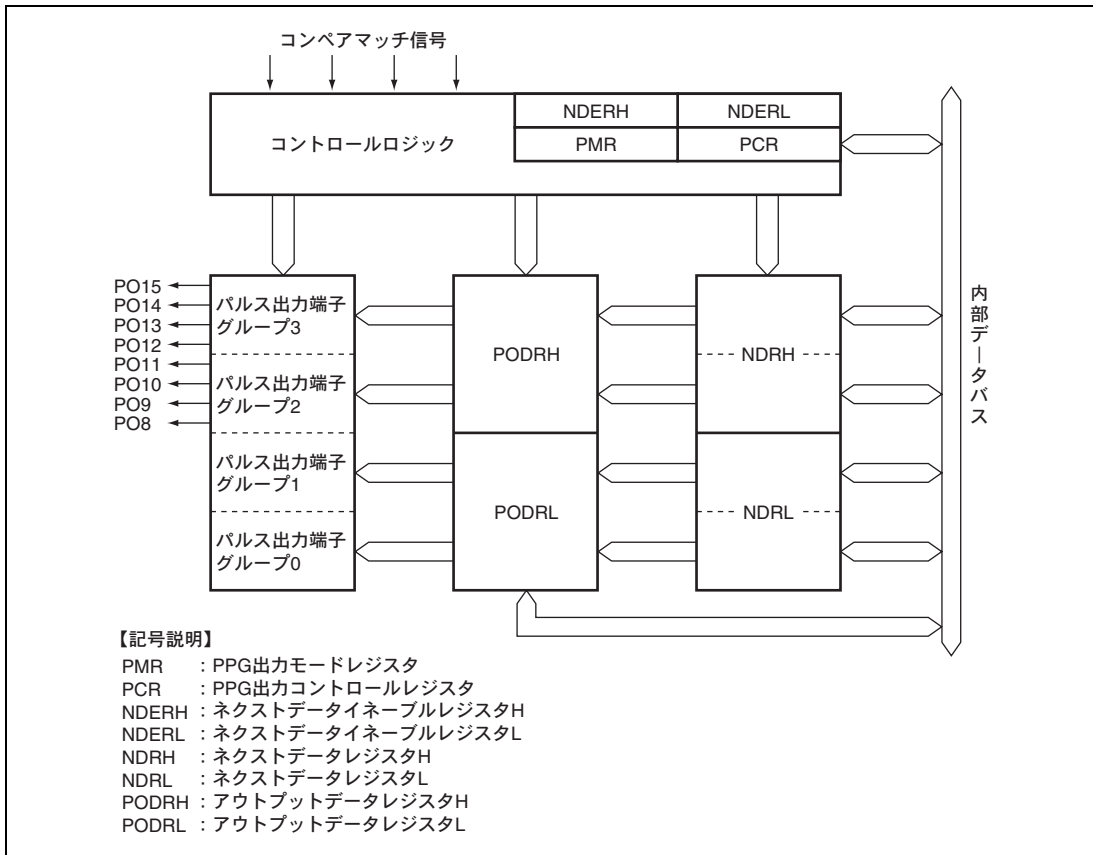 コンペアマッチ信号
コントロールロジック
NDERH
NDERL
PMR
PCR
PO15
PO14
PO13
PO12
PO11
PO10
PO9
PO8
パルス出力端子
グループ3
パルス出力端子
グループ2
パルス出力端子
グループ1
パルス出力端子
グループ0
PODRH
PODRL
NDRH
NDRL
内部データバス
【記号説明】
PMR : PPG出力モードレジスタ
PCR : PPG出力コントロールレジスタ
NDERH : ネクストデータイネーブルレジスタH
NDERL : ネクストデータイネーブルレジスタL
NDRH : ネクストデータレジスタH
NDRL : ネクストデータレジスタL
PODRH : アウトプットデータレジスタH
PODRL : アウトプットデータレジスタL